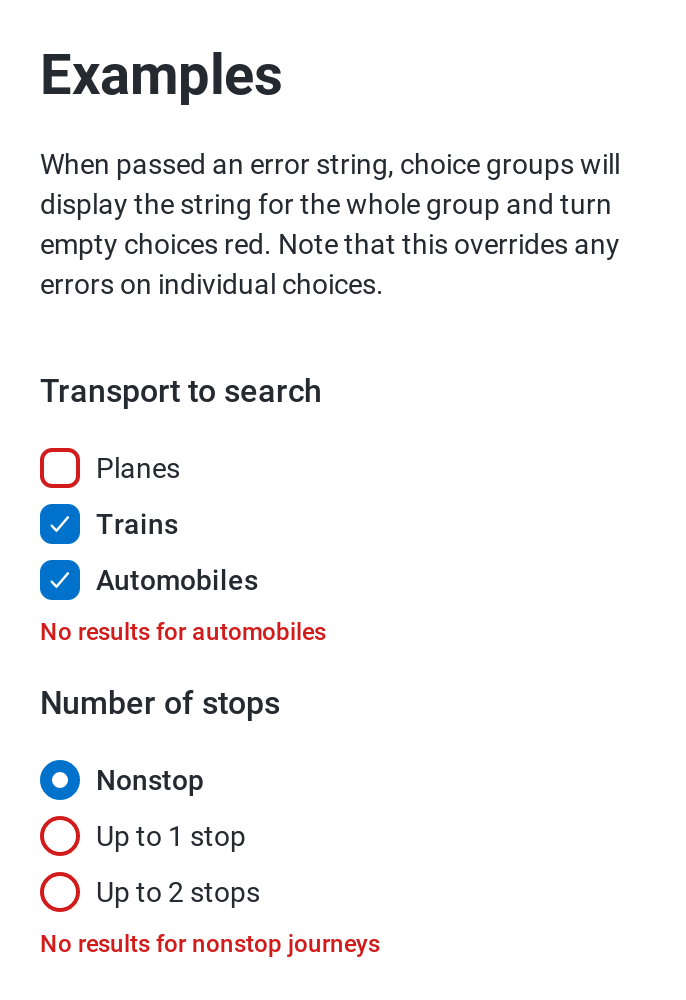 Examples
When passed an error string, choice groups will
display the string for the whole group and turn
empty choices red. Note that this overrides any
errors on individual choices.
Transport to search
Planes
Trains
Automobiles
No results for automobiles
Number of stops
Nonstop
Up to 1 stop
Up to 2 stops
No results for nonstop journeys